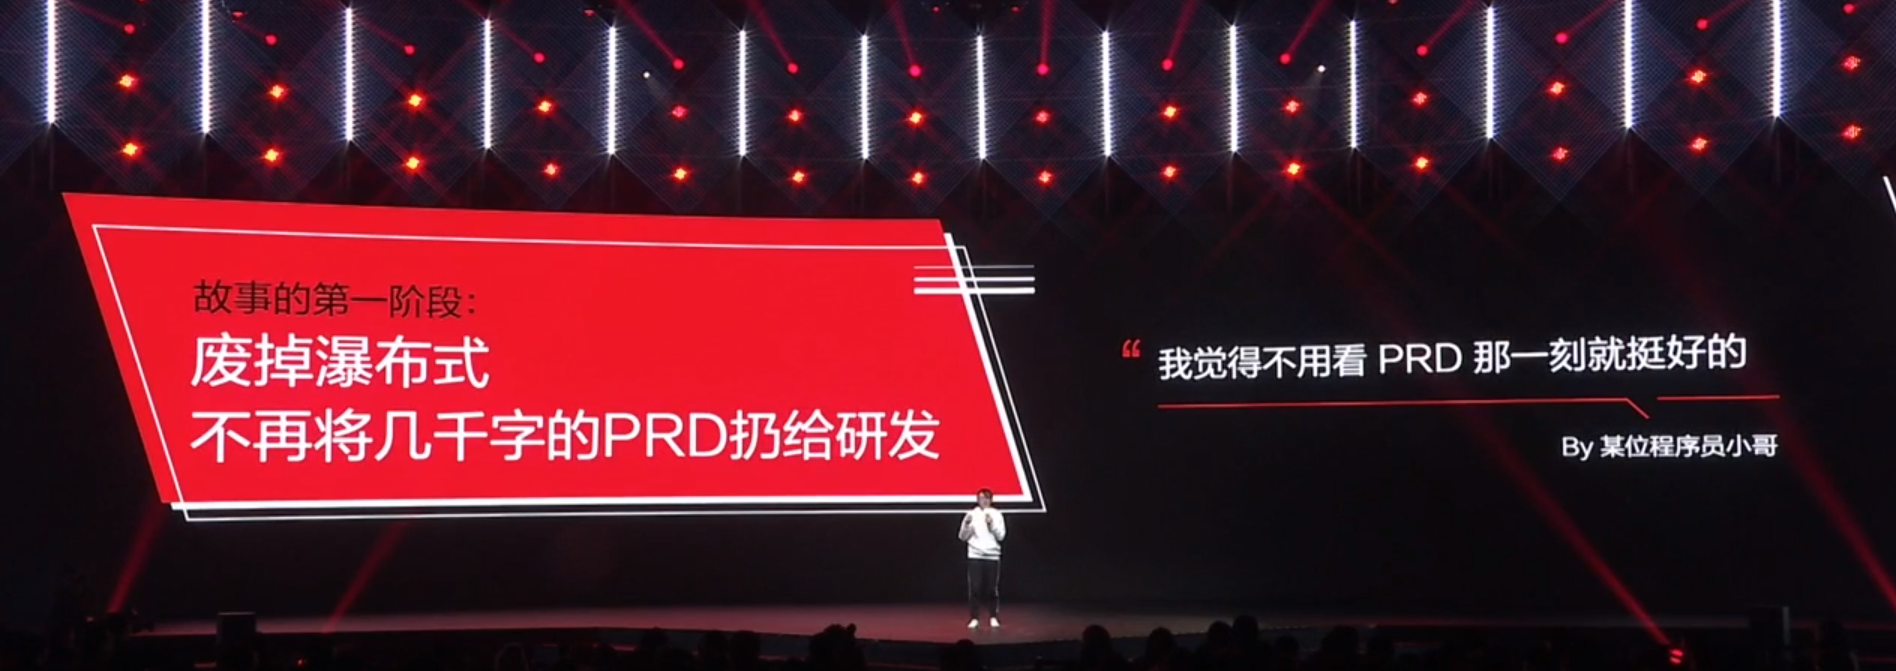 故事的第一阶段：
废掉瀑布式
不再将几千字的PRD扔给研发
“ 我觉得不用看 PRD 那一刻就挺好的
By 某位程序员小哥